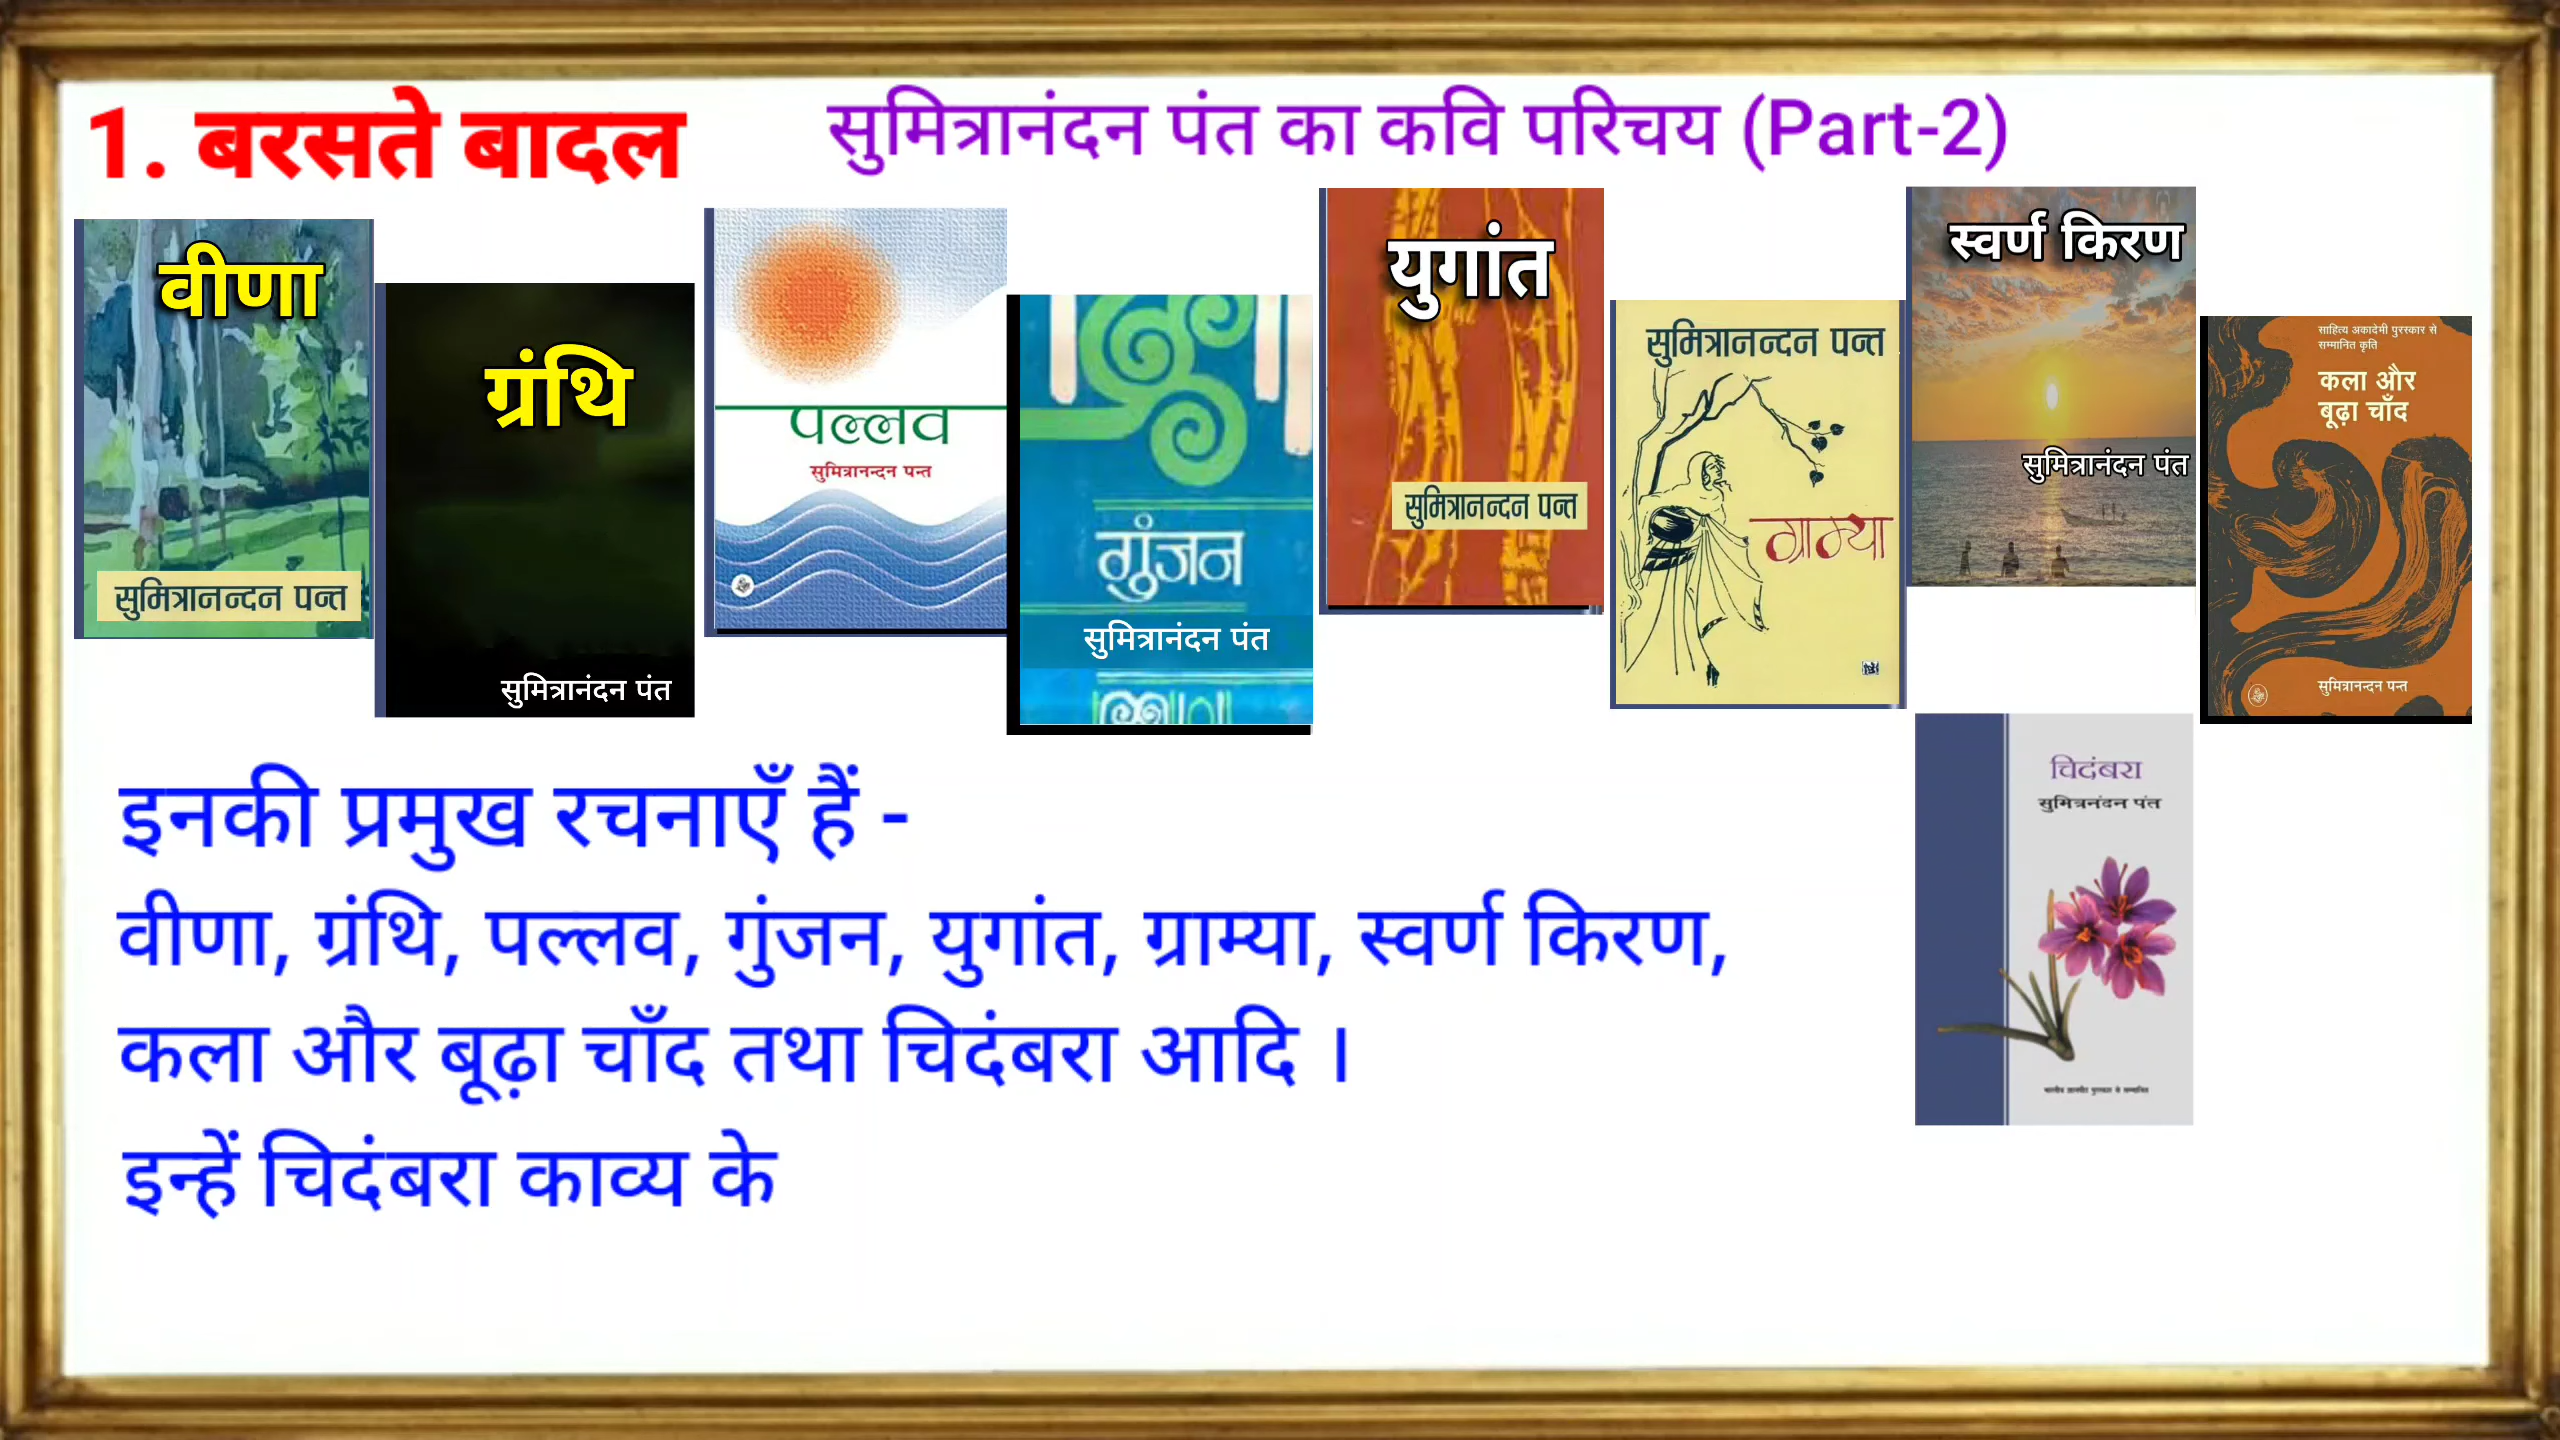 1. बरसते बादल
सुमित्रानंदन पंत का कवि परिचय (Part-2)
वीणा
सुमित्रानन्दन पन्त
ग्रंथि
सुमित्रानंदन पंत
पल्लव
सुमित्रानन्दन पन्त
गुंजन
सुमित्रानंदन पंत
युगांत
सुमित्रानन्दन पन्त
सुमित्रानन्दन पन्त
ग्राम्या
स्वर्ण किरण
सुमित्रानंदन पंत
साहित्य अकादेमी पुरस्कार से
सम्मानित कृति
कला और
बूढ़ा चाँद
सुमित्रानन्दन पन्त
चिदंबरा
सुमित्रनंदन पंत
इनकी प्रमुख रचनाएँ हैं -
वीणा, ग्रंथि, पल्लव, गुंजन, युगांत, ग्राम्या, स्वर्ण किरण,
कला और बूढ़ा चाँद तथा चिदंबरा आदि ।
इन्हें चिदंबरा काव्य के